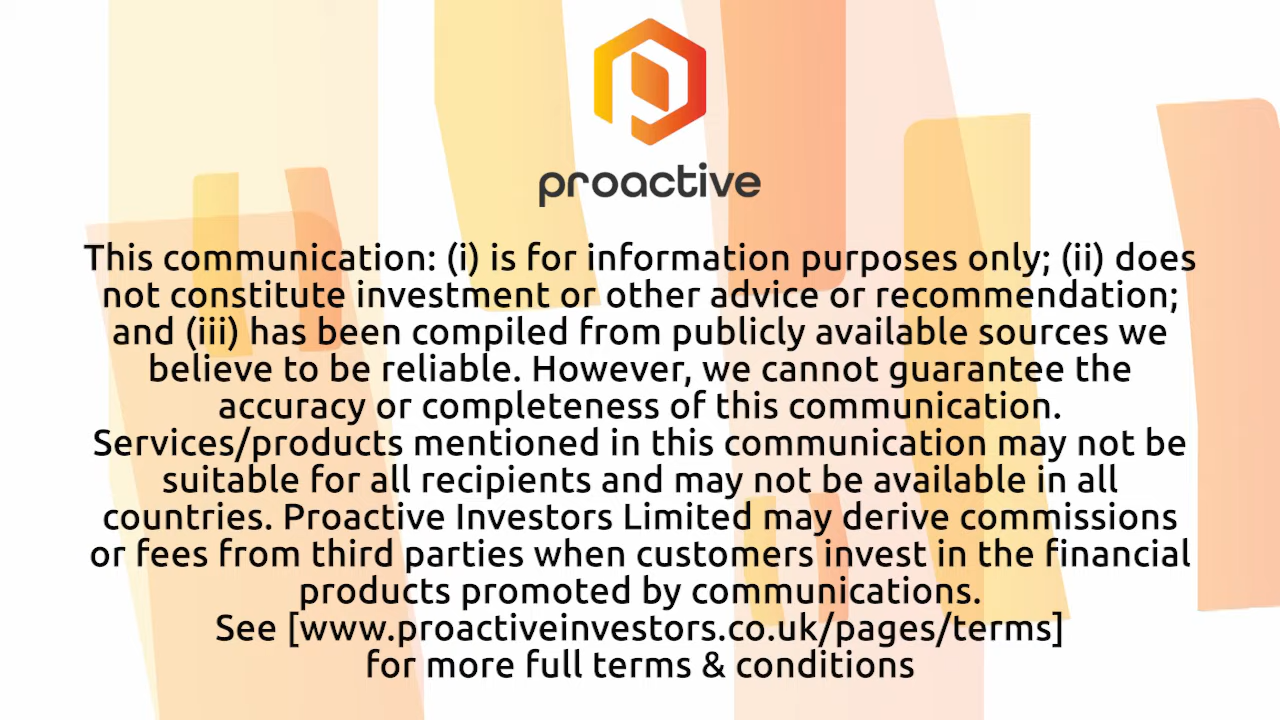 proactive
This communication: (i) is for information purposes only; (ii) does
not constitute investment or other advice or recommendation;
and (iii) has been compiled from publicly available sources we
believe to be reliable. However, we cannot guarantee the
accuracy or completeness of this communication.
Services/products mentioned in this communication may not be
suitable for all recipients and may not be available in all
countries. Proactive Investors Limited may derive commissions
or fees from third parties when customers invest in the financial
products promoted by communications.
See [www.proactiveinvestors.co.uk/pages/terms]
for more full terms & conditions